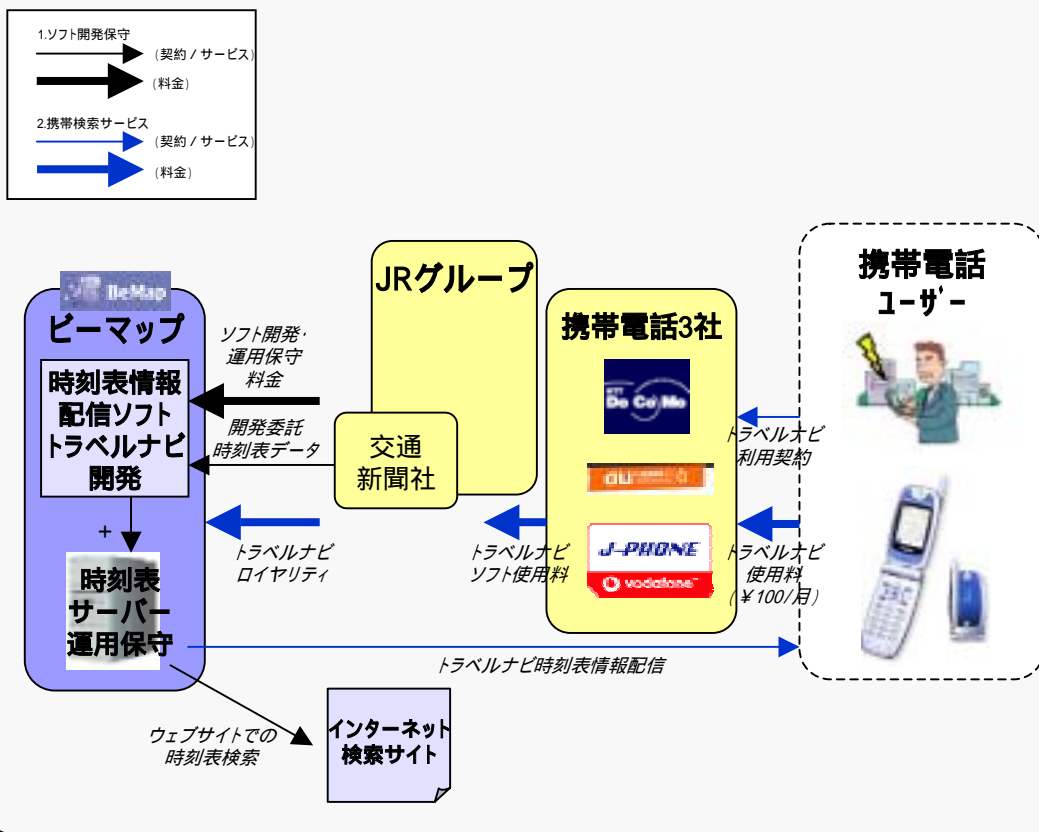 1.ソフト開発保守
(契約 / サービス)
(料金)
2.携帯検索サービス
(契約 / サービス)
(料金)
BeMap
ビーマップ
時刻表情報
配信ソフト
トラベルナビ
開発
+
時刻表
サーバー
運用保守
ソフト開発・
運用保守
料金
開発委託
時刻表データ
トラベルナビ
ロイヤリティ
JRグループ
交通
新聞社
トラベルナビ
ソフト使用料
携帯電話3社
NTT
DoCoMo
au
J-PHONE
vodafone
トラベルナビ
利用契約
トラベルナビ
使用料
(¥100/月)
携帯電話
ユーザー
トラベルナビ時刻表情報配信
ウェブサイトでの
時刻表検索
インターネット
検索サイト